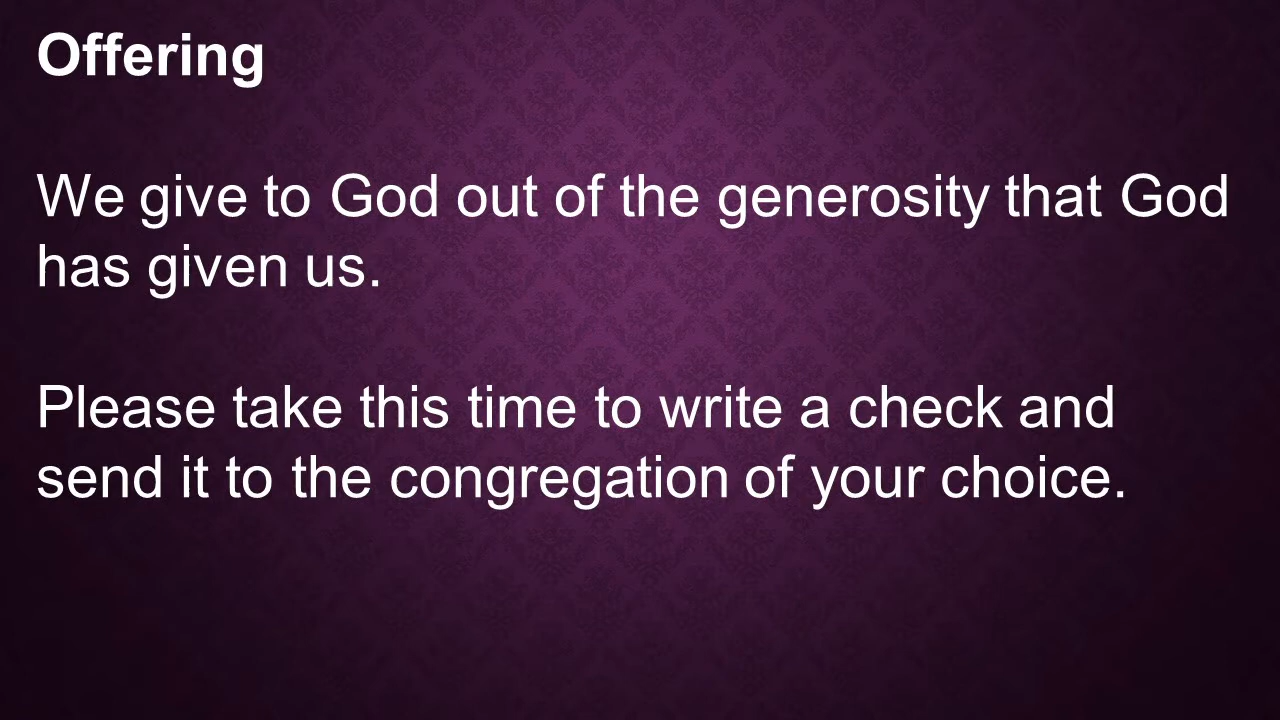 Offering
We give to God out of the generosity that God
has given us.
Please take this time to write a check and
send it to the congregation of your choice.